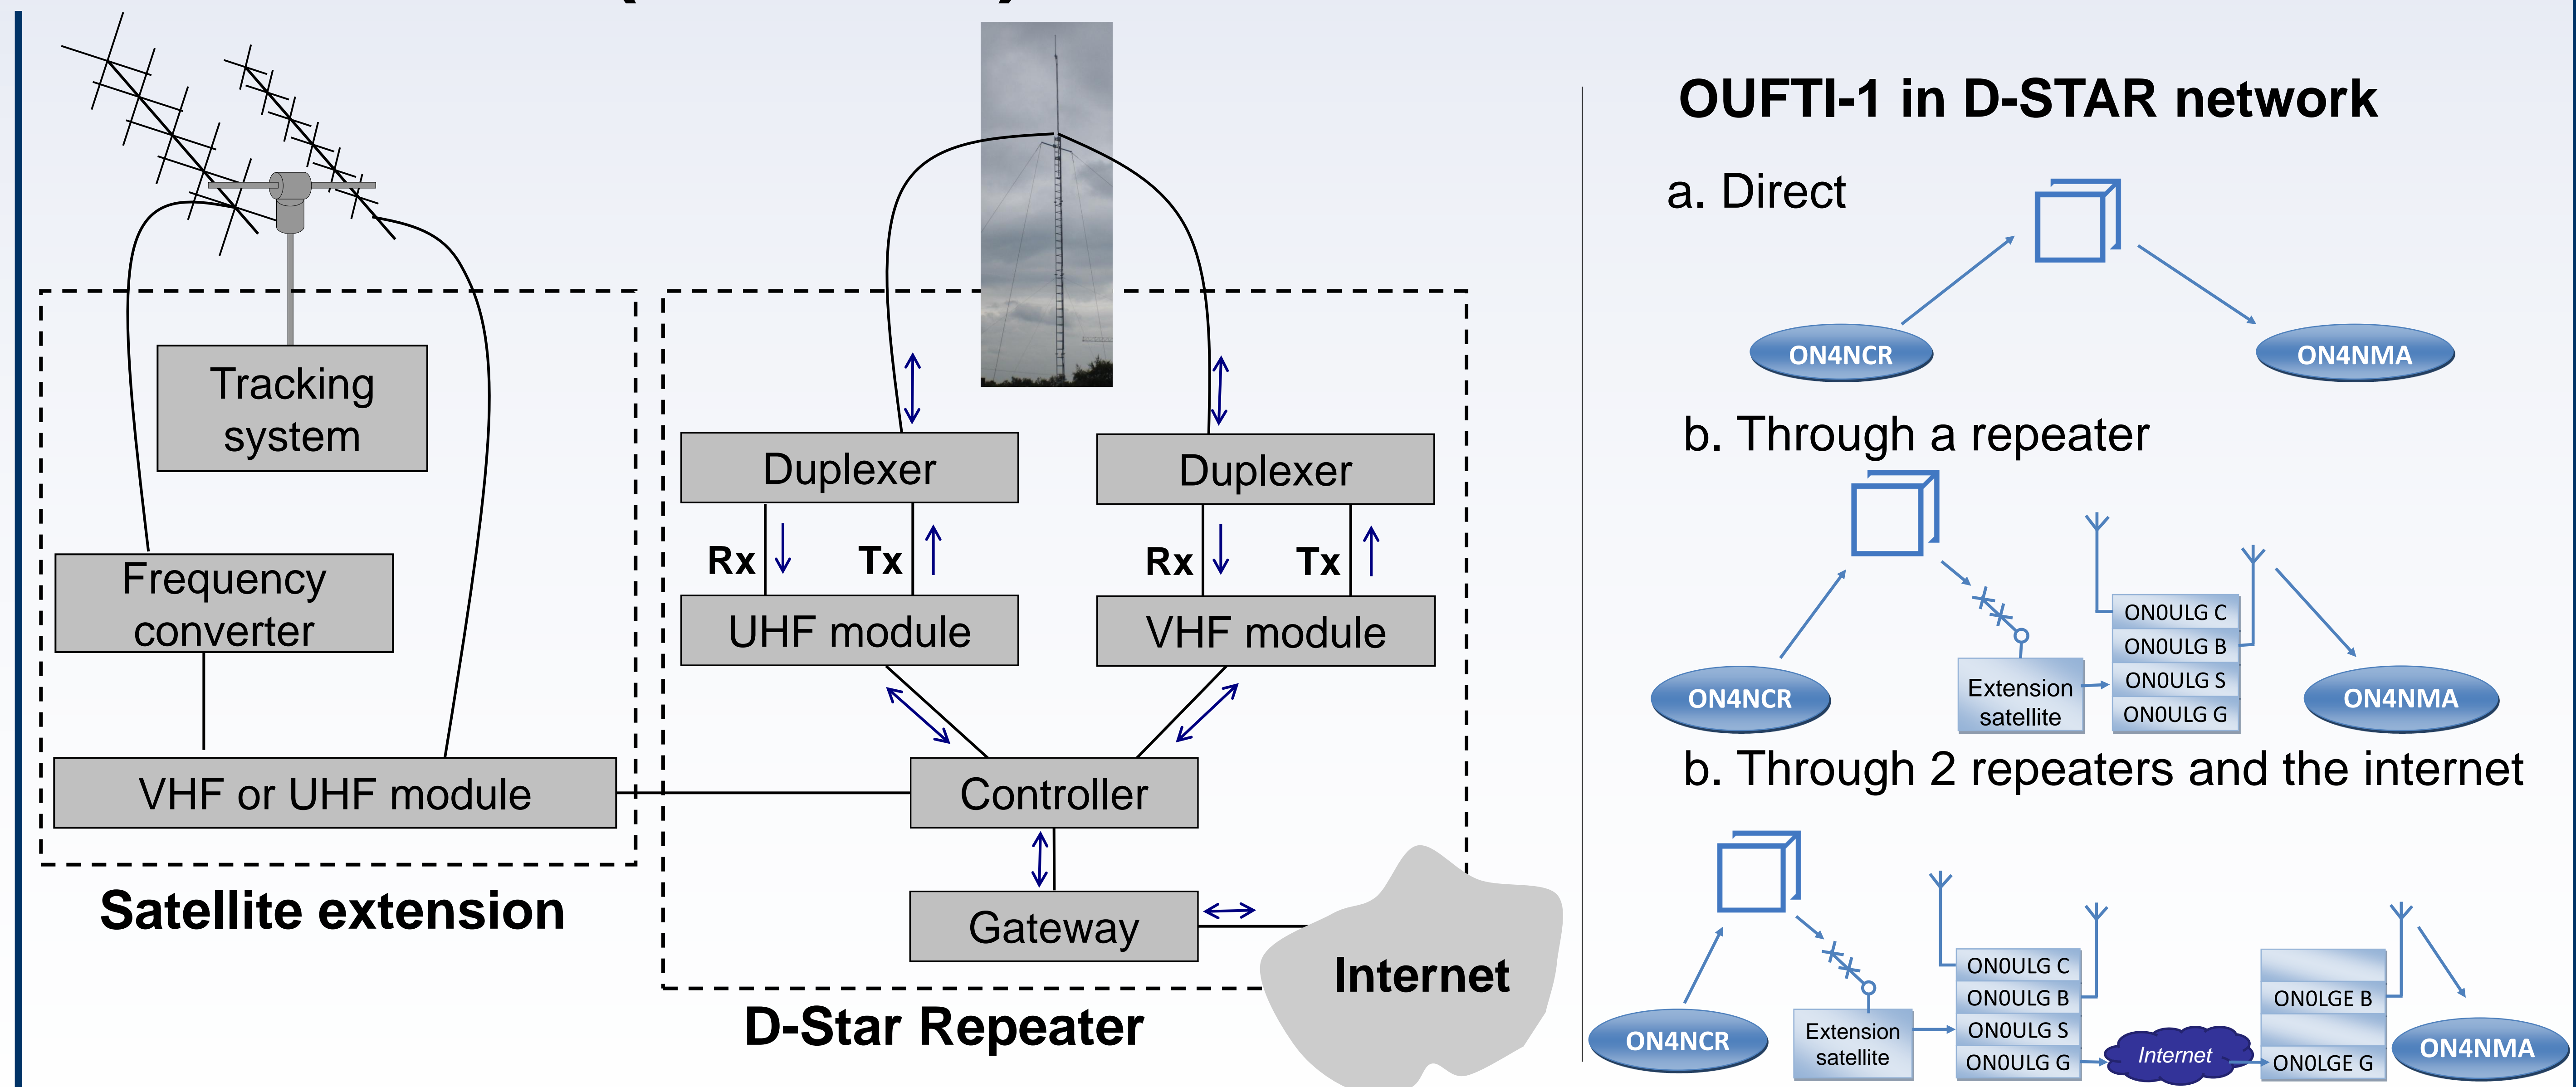 Tracking
system
Frequency
converter
VHF or UHF module
Satellite extension
Duplexer
Duplexer
Rx
Tx
Rx
Tx
UHF module
VHF module
Controller
Gateway
Internet
D-Star Repeater
OUFTI-1 in D-STAR network
a. Direct
ON4NCR
ON4NMA
b. Through a repeater
ON4NCR
Extension
satellite
ON0ULG C
ON0ULG B
ON0ULG S
ON0ULG G
ON4NMA
b. Through 2 repeaters and the internet
ON4NCR
Extension
satellite
ON0ULG C
ON0ULG B
ON0ULG S
ON0ULG G
Internet
ON0LGE B
ON0LGE G
ON4NMA